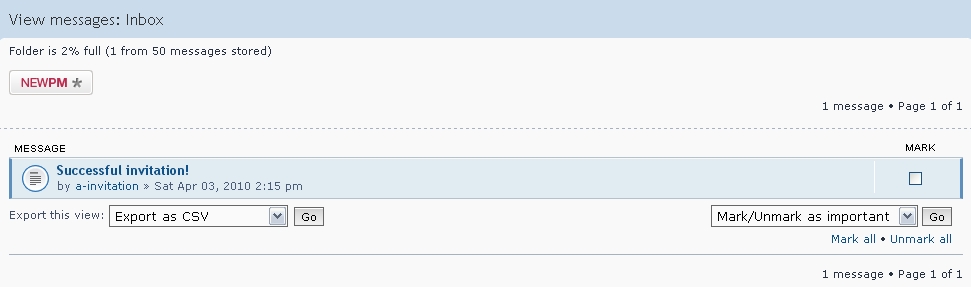 View messages: Inbox
Folder is 2% full (1 from 50 messages stored)
NEWPM *
1 message • Page 1 of 1
MESSAGE MARK
Successful invitation!
by a-invitation » Sat Apr 03, 2010 2:15 pm
Export this view: Export as CSV Go Mark/Unmark as important Go
Mark all • Unmark all
1 message • Page 1 of 1